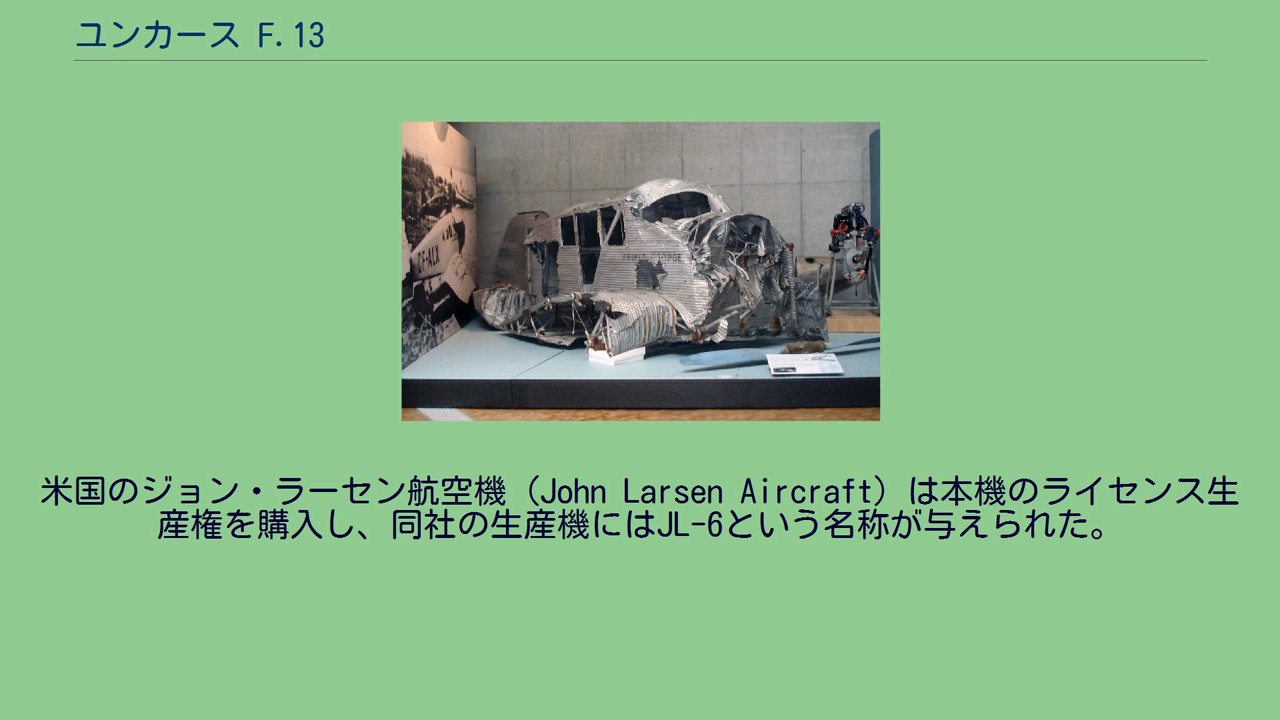 ユンカース F.13
CF-ALX
米国のジョン・ラーセン航空機（John Larsen Aircraft）は本機のライセンス生
産権を購入し、同社の生産機にはJL-6という名称が与えられた。